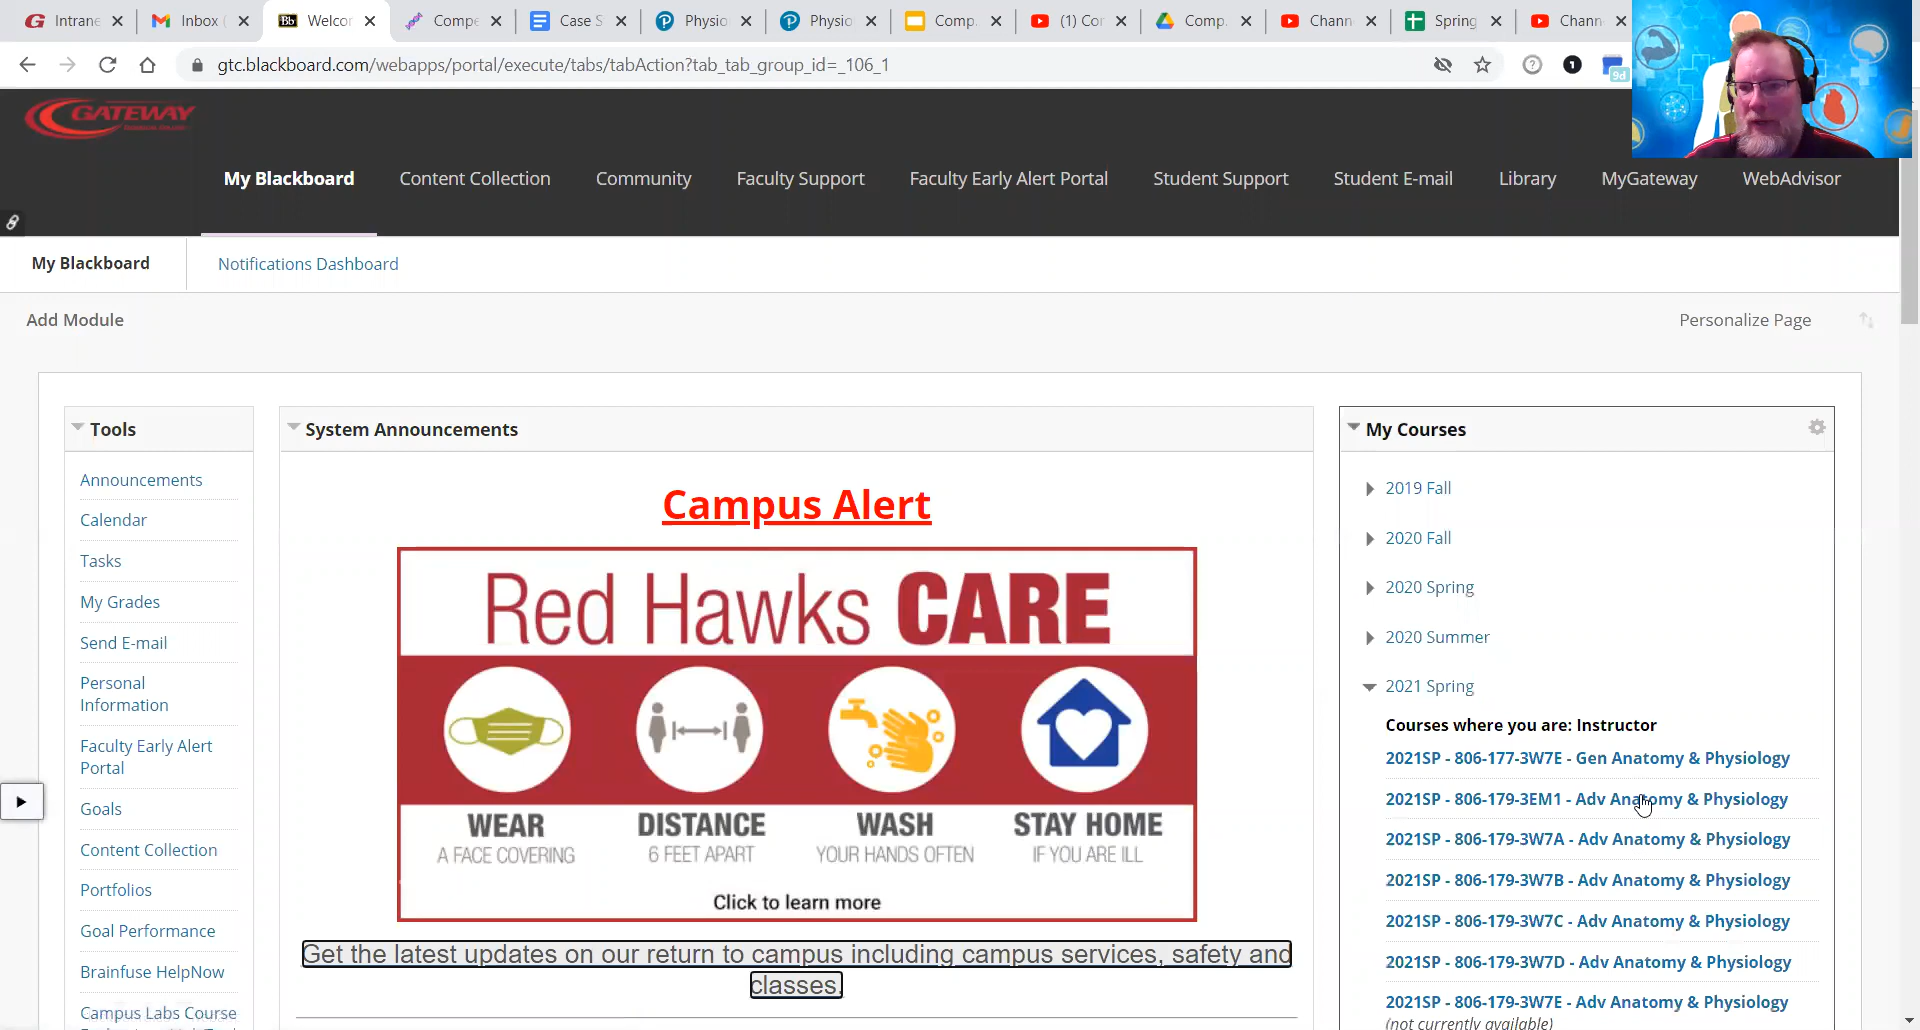 Intrane
Inbox (
Welcor
Compe
Case S
Physio
Physio
Comp.
(1) Cor
Comp.
Chann
Spring
Chann
gtc.blackboard.com/webapps/portal/execute/tabs/tabAction?tab_tab_group_id=_106_1
9d
GATEWAY
My Blackboard
Content Collection
Community
Faculty Support
Faculty Early Alert Portal
Student Support
Student E-mail
Library
MyGateway
WebAdvisor
My Blackboard
Notifications Dashboard
Add Module
Personalize Page
Tools
Announcements
Calendar
Tasks
My Grades
Send E-mail
Personal
Information
Faculty Early Alert
Portal
Goals
Content Collection
Portfolios
Goal Performance
Brainfuse HelpNow
Campus Labs Course
System Announcements
Campus Alert
Red Hawks CARE
WEAR
A FACE COVERING
DISTANCE
6 FEET APART
WASH
YOUR HANDS OFTEN
STAY HOME
IF YOU ARE ILL
Click to learn more
Get the latest updates on our return to campus including campus services, safety and
classes.
My Courses
2019 Fall
2020 Fall
2020 Spring
2020 Summer
2021 Spring
Courses where you are: Instructor
2021SP - 806-177-3W7E - Gen Anatomy & Physiology
2021SP - 806-179-3EM1 - Adv Anatomy & Physiology
2021SP - 806-179-3W7A - Adv Anatomy & Physiology
2021SP - 806-179-3W7B - Adv Anatomy & Physiology
2021SP - 806-179-3W7C - Adv Anatomy & Physiology
2021SP - 806-179-3W7D - Adv Anatomy & Physiology
2021SP - 806-179-3W7E - Adv Anatomy & Physiology
(not currently available)